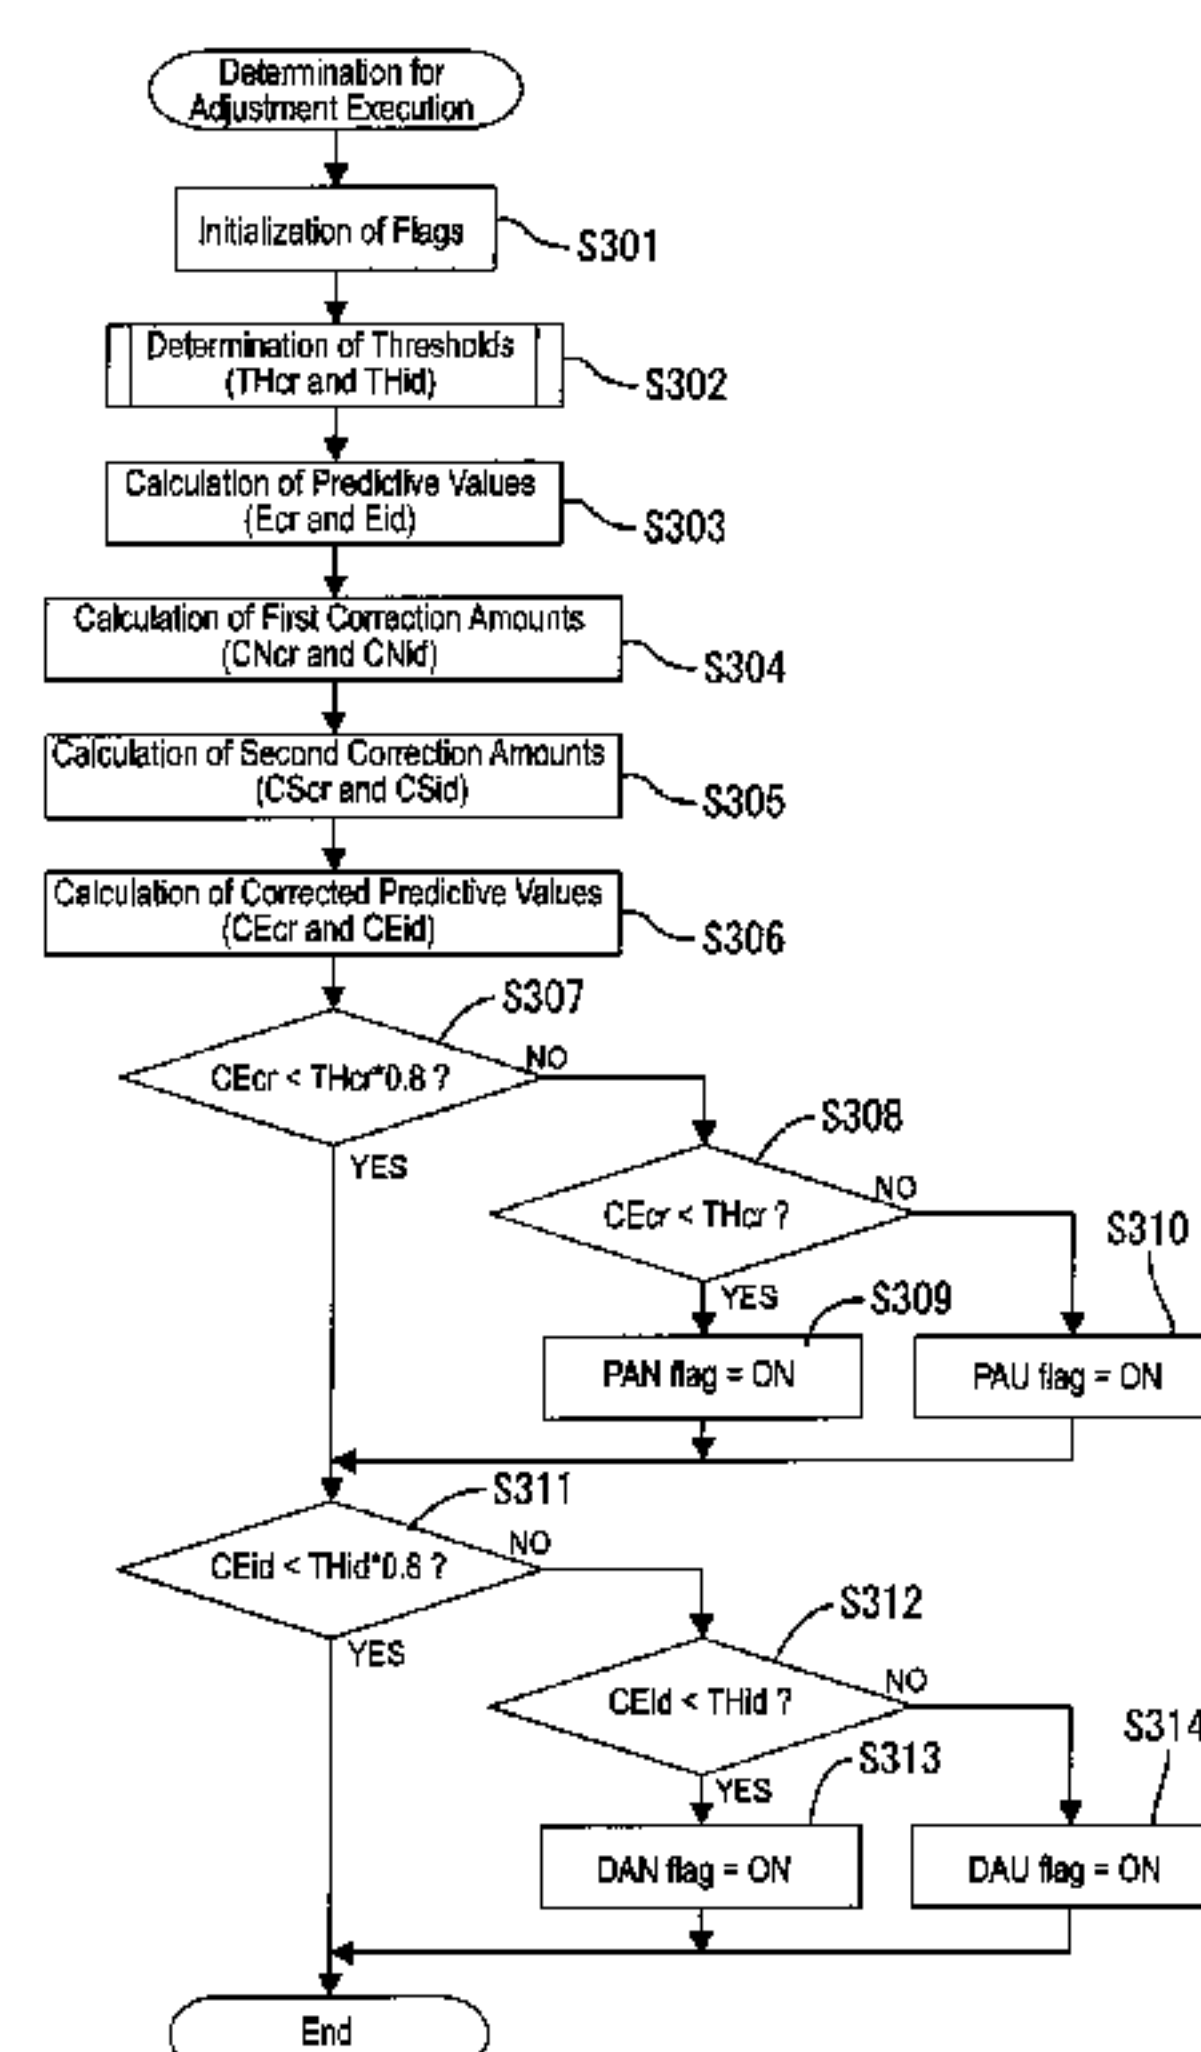 Determination for
Adjustment Execution
Initialization of Flags
S301
Determination of Thresholds
(THcr and THid)
S302
Calculation of Predictive Values
(Ecr and Eid)
S303
Calculation of First Correction Amounts
(CNcr and CNid)
S304
Calculation of Second Correction Amounts
(CScr and CSid)
S305
Calculation of Corrected Predictive Values
(CEcr and CEid)
S306
S307
CEcr < THcr*0.8 ?
NO
YES
S308
CEcr < THcr ?
NO
YES
S309
S310
PAN flag = ON
PAU flag = ON
S311
CEid < THid*0.8 ?
NO
YES
S312
CEid < THid ?
NO
YES
S313
S314
DAN flag = ON
DAU flag = ON
End